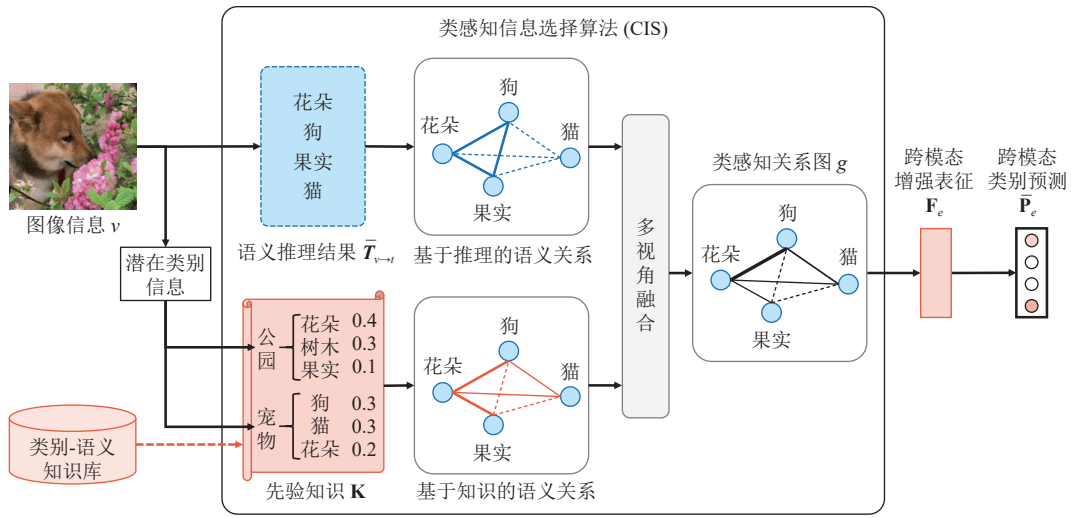 类感知信息选择算法 (CIS)
图像信息 v
潜在类别
信息
类别-语义
知识库
花朵
狗
果实
猫
语义推理结果 T̄ᵥ→ₜ
狗
花朵
猫
果实
基于推理的语义关系
公园
花朵 0.4
树木 0.3
果实 0.1
宠物
狗 0.3
猫 0.3
花朵 0.2
先验知识 K
狗
花朵
猫
果实
基于知识的语义关系
多视角融合
类感知关系图 g
狗
花朵
猫
果实
跨模态
增强表征
Fₑ
跨模态
类别预测
P̄ₑ